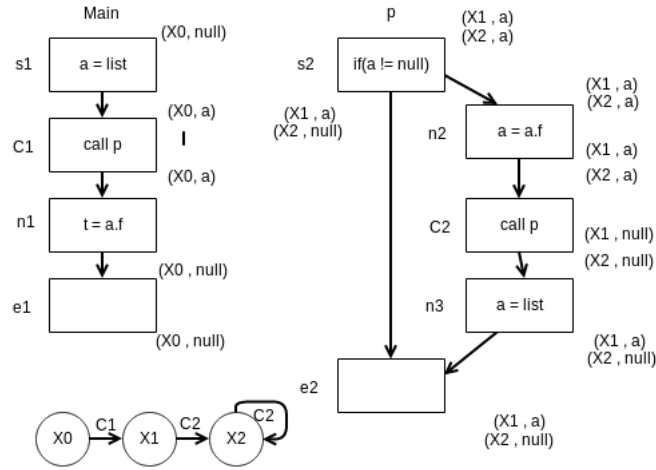 Main
(X0, null)
s1
a = list
(X0, a)
C1
call p
(X0, a)
n1
t = a.f
(X0 , null)
e1
(X0 , null)
p
(X1 , a)
(X2 , a)
s2
if(a != null)
(X1 , a)
(X2 , null)
(X1 , a)
(X2 , a)
n2
a = a.f
(X1 , a)
(X2 , a)
C2
call p
(X1 , null)
(X2 , null)
n3
a = list
(X1 , a)
(X2 , null)
e2
(X1 , a)
(X2 , null)
X0
C1
X1
C2
X2
C2